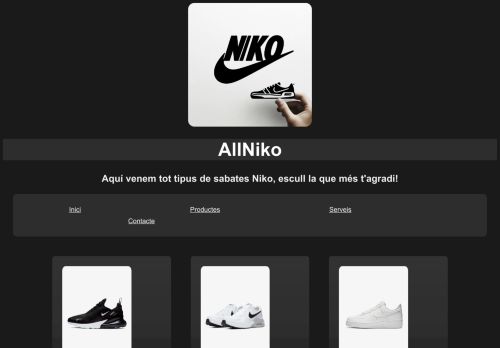 NIKO
AllNiko
Aquí venem tot tipus de sabates Niko, escull la que més t'agradi!
Inici Productes Serveis
Contacte